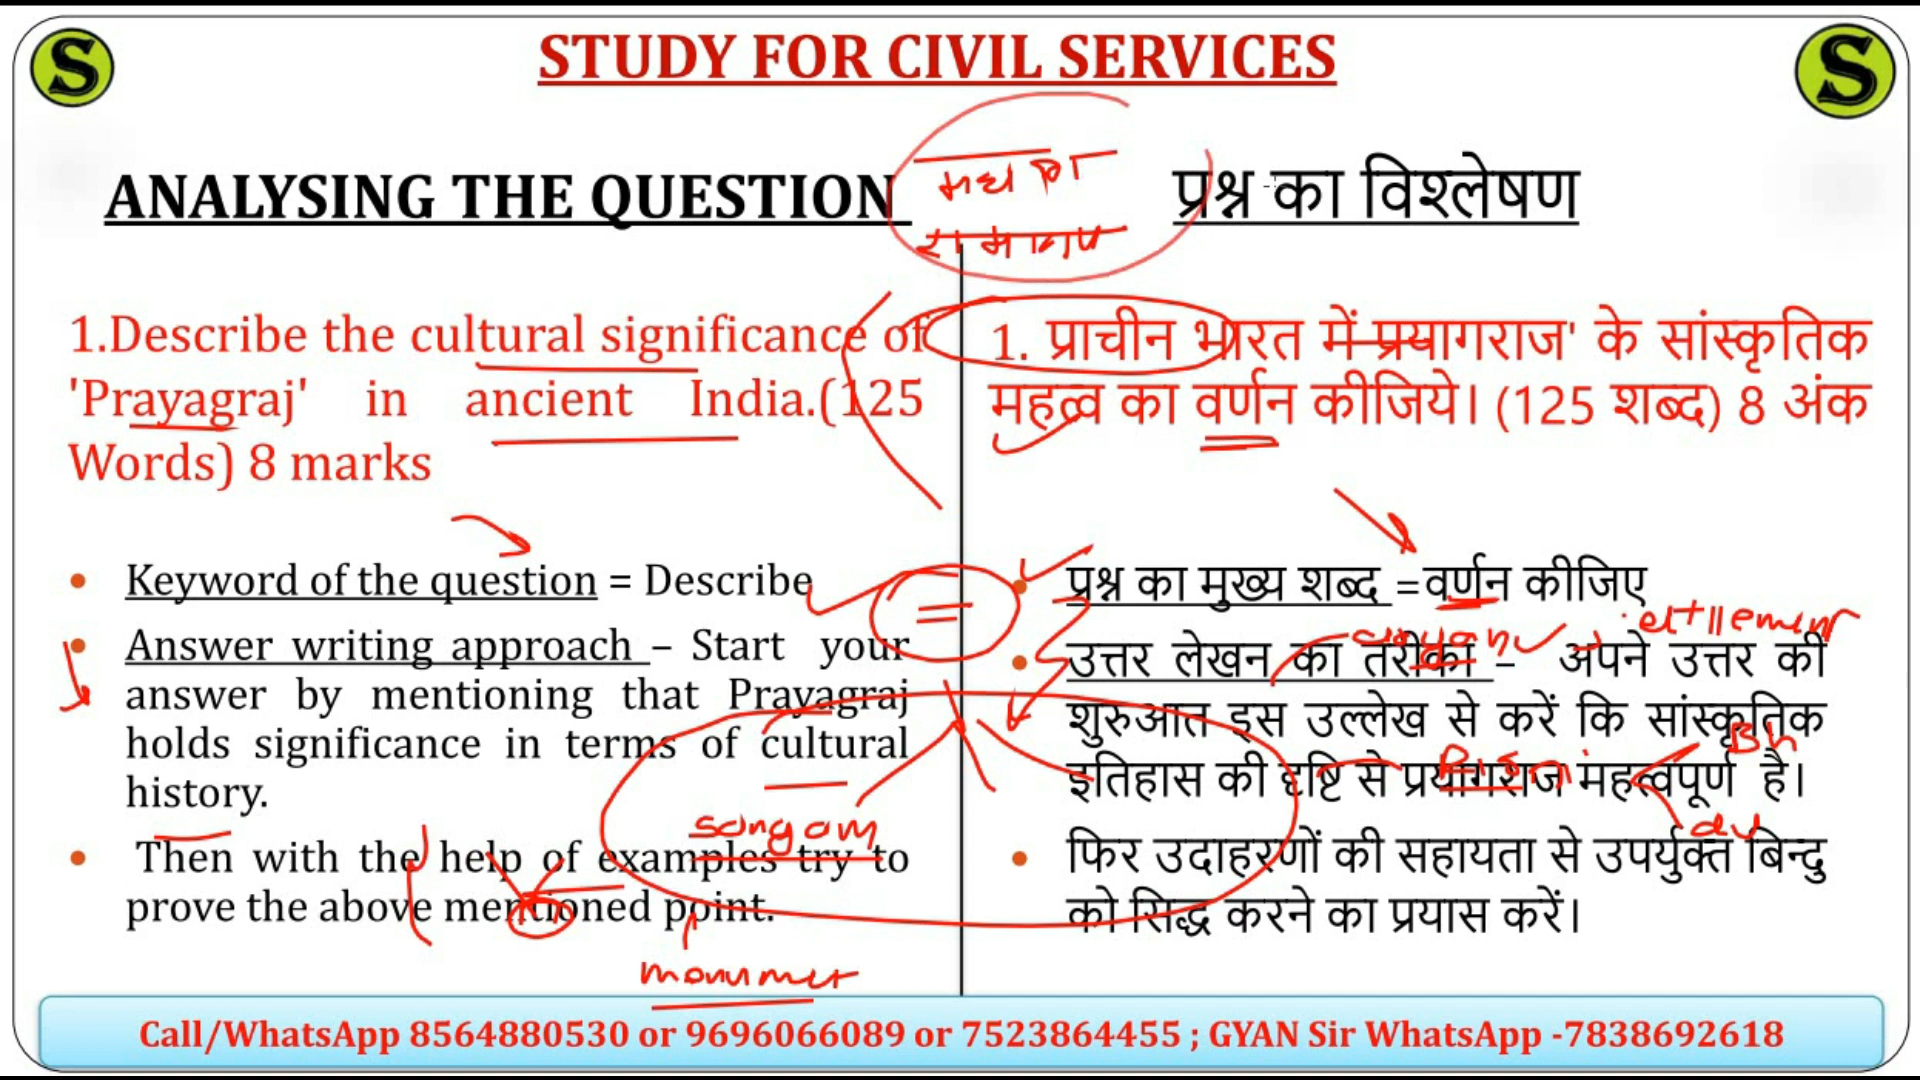 S
STUDY FOR CIVIL SERVICES
S
ANALYSING THE QUESTION
1.Describe the cultural significance of
'Prayagraj' in ancient India.(125
Words) 8 marks
Keyword of the question = Describe
Answer writing approach – Start your
answer by mentioning that Prayagraj
holds significance in terms of cultural
history.
Then with the help of examples try to
prove the above mentioned point.
sangam
प्रश्न का विश्लेषण
1. प्राचीन भारत में प्रयागराज' के सांस्कृतिक
महत्व का वर्णन कीजिये। (125 शब्द) 8 अंक
प्रश्न का मुख्य शब्द =वर्णन कीजिए
उत्तर लेखन का तरीका – अपने उत्तर की
शुरुआत इस उल्लेख से करें कि सांस्कृतिक
इतिहास की दृष्टि से प्रयागराज महत्वपूर्ण है।
फिर उदाहरणों की सहायता से उपर्युक्त बिन्दु
को सिद्ध करने का प्रयास करें।
Call/WhatsApp 8564880530 or 9696066089 or 7523864455 ; GYAN Sir WhatsApp -7838692618